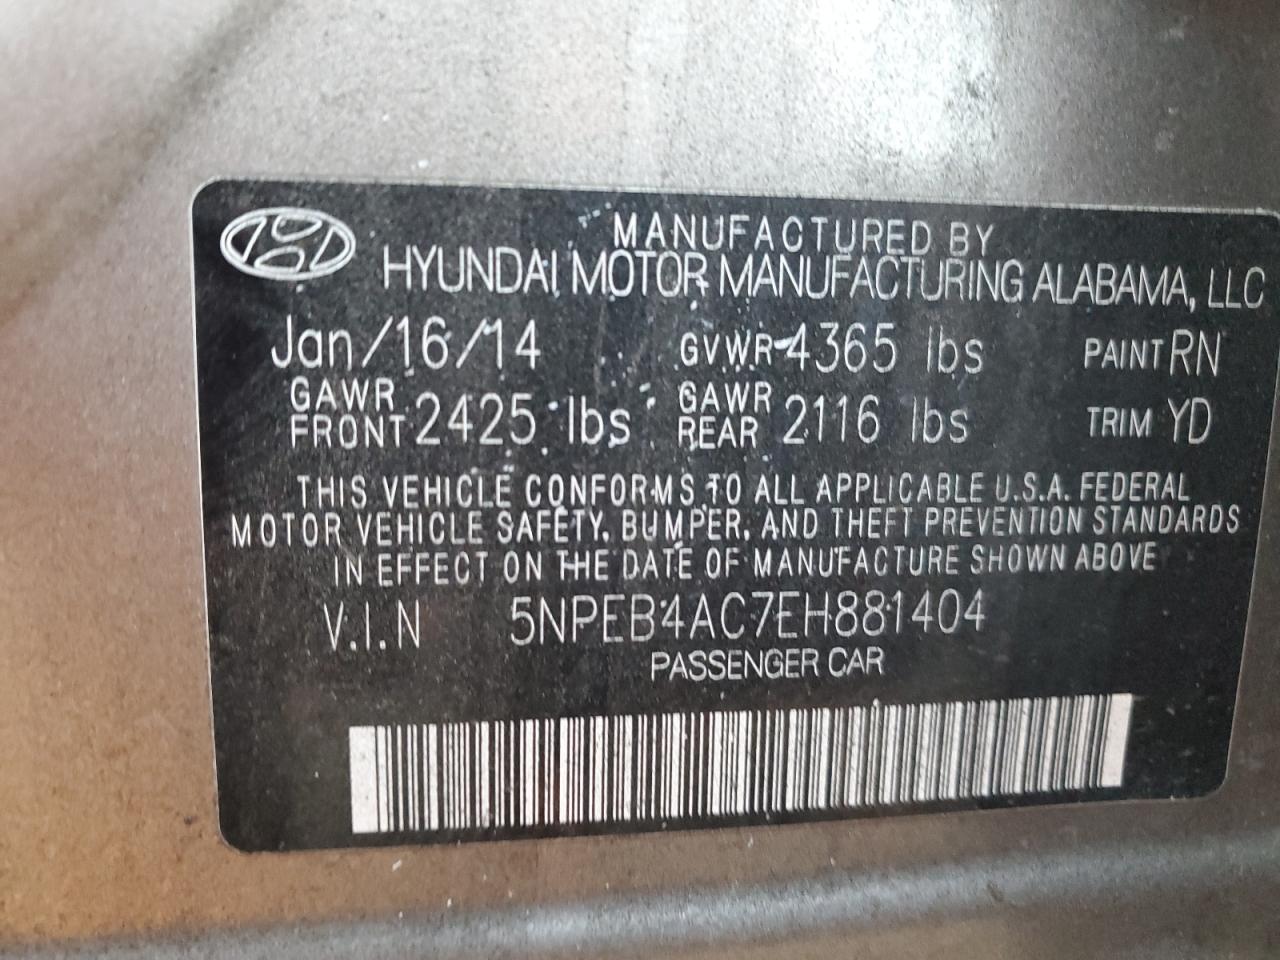 MANUFACTURED BY
HYUNDAI MOTOR MANUFACTURING ALABAMA, LLC
Jan/16/14 GVWR 4365 lbs PAINT RN
GAWR FRONT 2425 lbs GAWR REAR 2116 lbs TRIM YD
THIS VEHICLE CONFORMS TO ALL APPLICABLE U.S.A. FEDERAL
MOTOR VEHICLE SAFETY, BUMPER, AND THEFT PREVENTION STANDARDS
IN EFFECT ON THE DATE OF MANUFACTURE SHOWN ABOVE
V.I.N 5NPEB4AC7EH881404
PASSENGER CAR